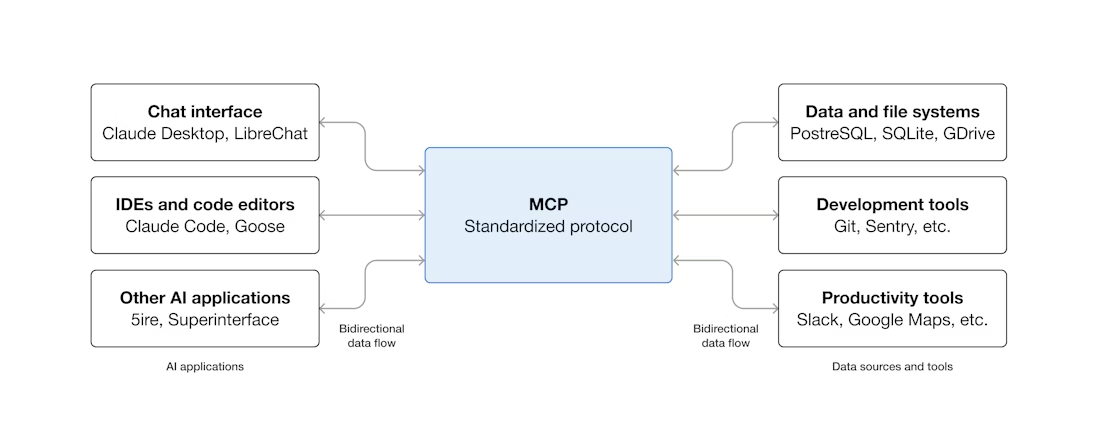 Chat interface
Claude Desktop, LibreChat
IDEs and code editors
Claude Code, Goose
Other AI applications
5ire, Superinterface
AI applications
Bidirectional
data flow
MCP
Standardized protocol
Bidirectional
data flow
Data and file systems
PostreSQL, SQLite, GDrive
Development tools
Git, Sentry, etc.
Productivity tools
Slack, Google Maps, etc.
Data sources and tools